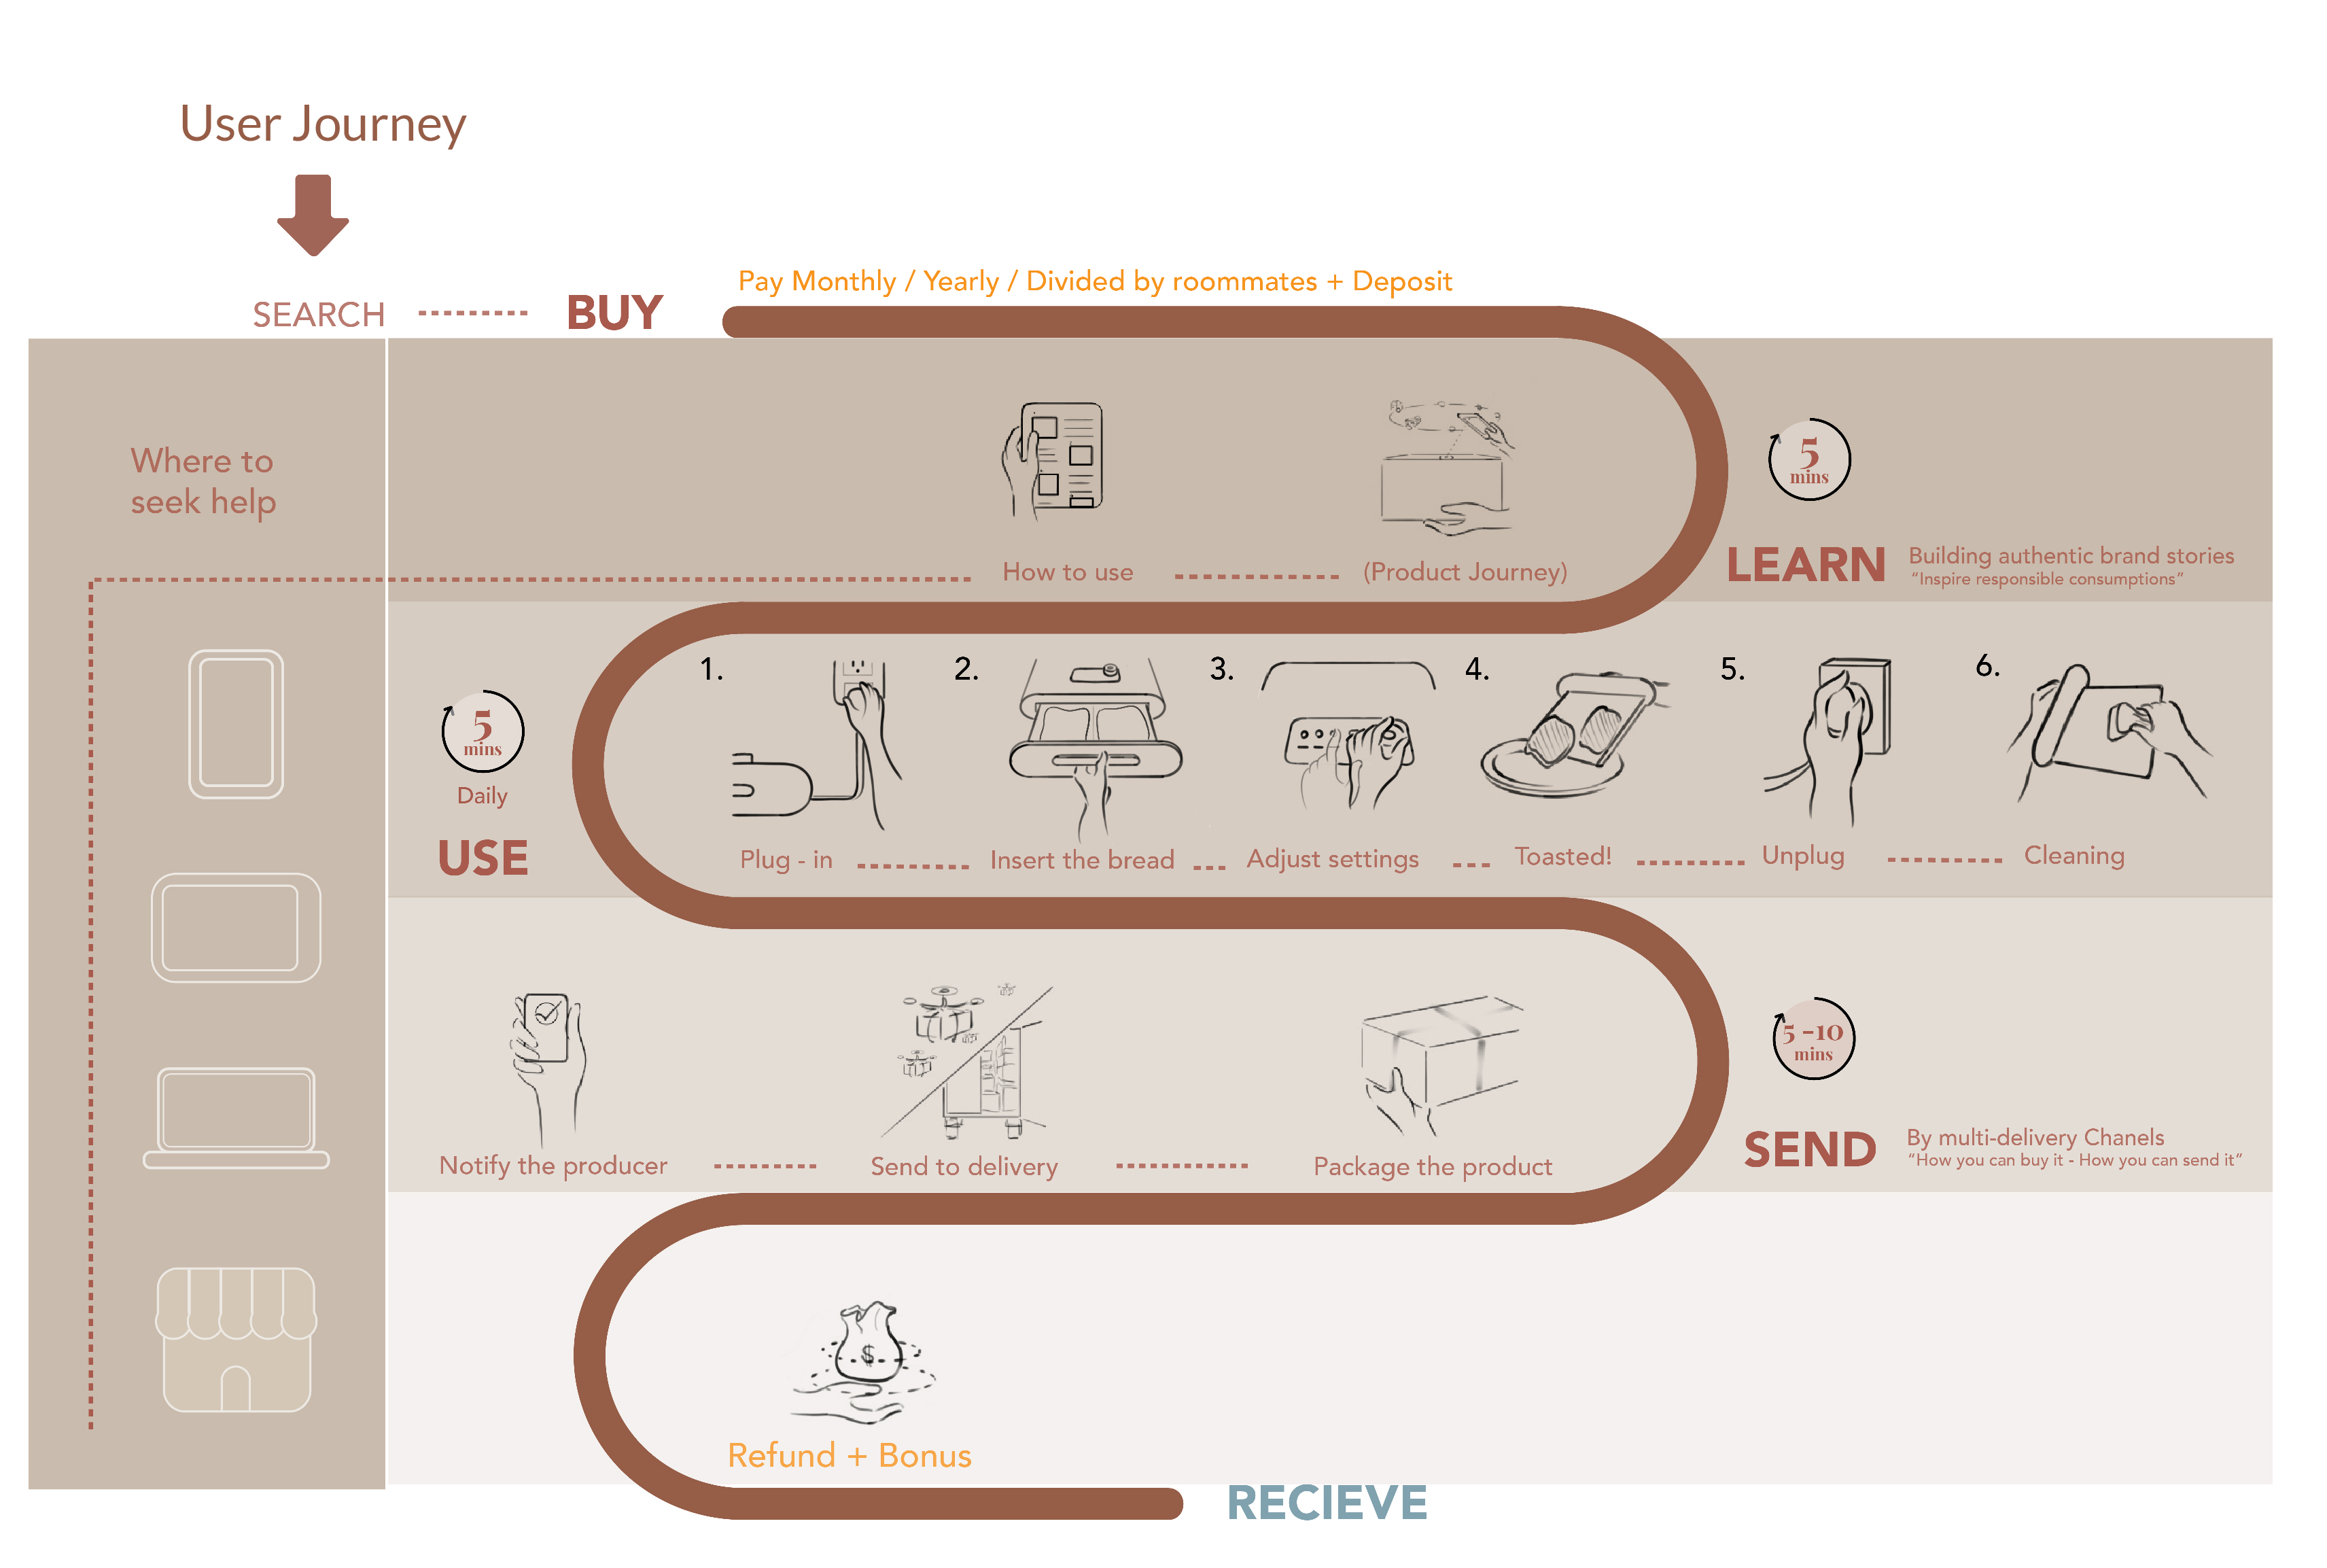 User Journey
SEARCH
BUY
Pay Monthly / Yearly / Divided by roommates + Deposit
Where to
seek help
How to use
(Product Journey)
5
mins
LEARN
Building authentic brand stories
“Inspire responsible consumptions”
5
mins
Daily
USE
1.
2.
3.
4.
5.
6.
Plug - in
Insert the bread
Adjust settings
Toasted!
Unplug
Cleaning
Notify the producer
Send to delivery
Package the product
5 -10
mins
SEND
By multi-delivery Chanels
“How you can buy it - How you can send it”
$
Refund + Bonus
RECIEVE